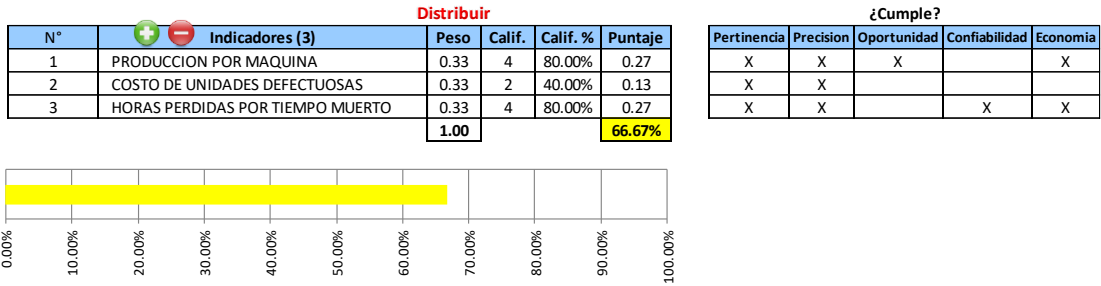 Distribuir ¿Cumple?
N° Indicadores (3) Peso Calif. Calif. % Puntaje Pertinencia Precision Oportunidad Confiabilidad Economia
1 PRODUCCION POR MAQUINA 0.33 4 80.00% 0.27 X X X X
2 COSTO DE UNIDADES DEFECTUOSAS 0.33 2 40.00% 0.13 X X
3 HORAS PERDIDAS POR TIEMPO MUERTO 0.33 4 80.00% 0.27 X X X X
1.00 66.67%
0.00% 10.00% 20.00% 30.00% 40.00% 50.00% 60.00% 70.00% 80.00% 90.00% 100.00%